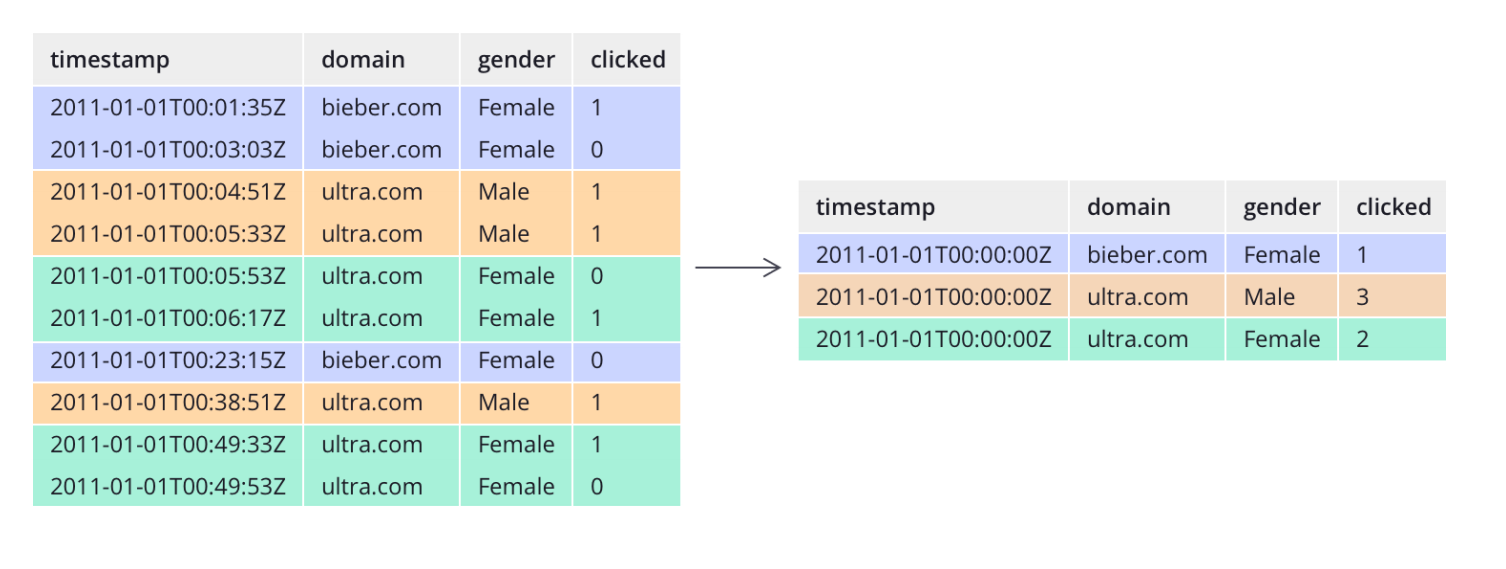 timestamp domain gender clicked
2011-01-01T00:01:35Z bieber.com Female 1
2011-01-01T00:03:03Z bieber.com Female 0
2011-01-01T00:04:51Z ultra.com Male 1
2011-01-01T00:05:33Z ultra.com Male 1
2011-01-01T00:05:53Z ultra.com Female 0
2011-01-01T00:06:17Z ultra.com Female 1
2011-01-01T00:23:15Z bieber.com Female 0
2011-01-01T00:38:51Z ultra.com Male 1
2011-01-01T00:49:33Z ultra.com Female 1
2011-01-01T00:49:53Z ultra.com Female 0
timestamp domain gender clicked
2011-01-01T00:00:00Z bieber.com Female 1
2011-01-01T00:00:00Z ultra.com Male 3
2011-01-01T00:00:00Z ultra.com Female 2